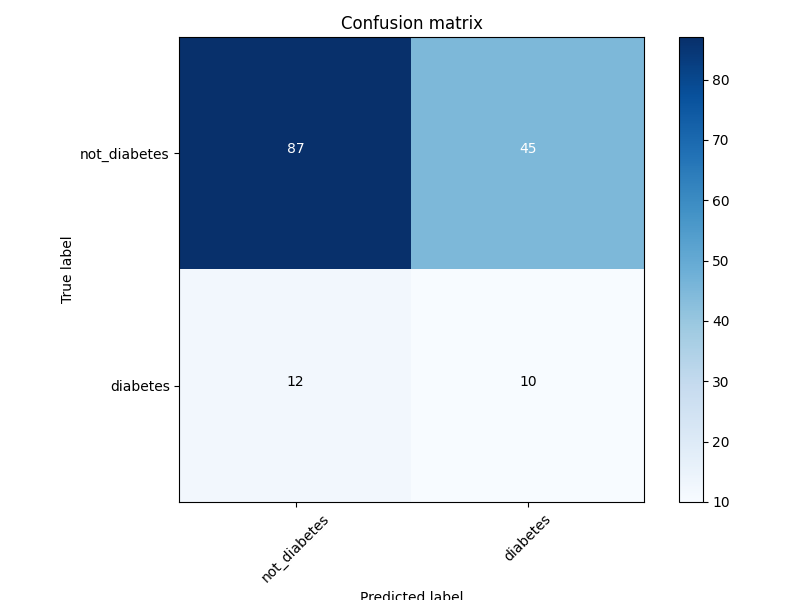 Confusion matrix
True label
not_diabetes
87
45
diabetes
12
10
not_diabetes
diabetes
Predicted label
80
70
60
50
40
30
20
10